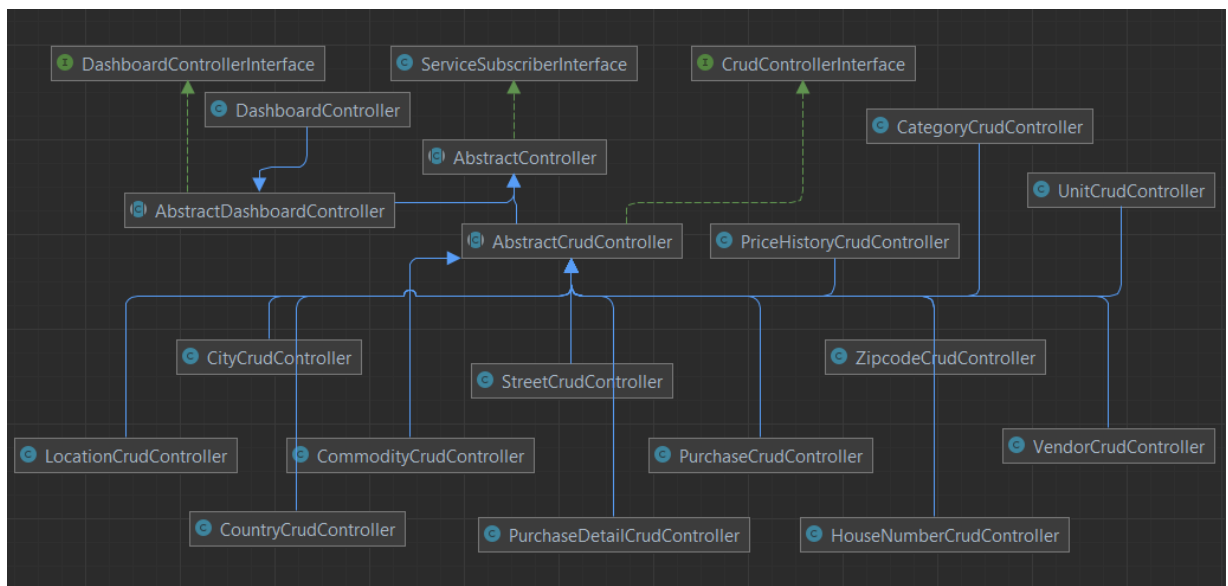 DashboardControllerInterface
ServiceSubscriberInterface
CrudControllerInterface
DashboardController
CategoryCrudController
AbstractController
UnitCrudController
AbstractDashboardController
AbstractCrudController
PriceHistoryCrudController
CityCrudController
ZipcodeCrudController
StreetCrudController
LocationCrudController
CommodityCrudController
PurchaseCrudController
VendorCrudController
CountryCrudController
PurchaseDetailCrudController
HouseNumberCrudController